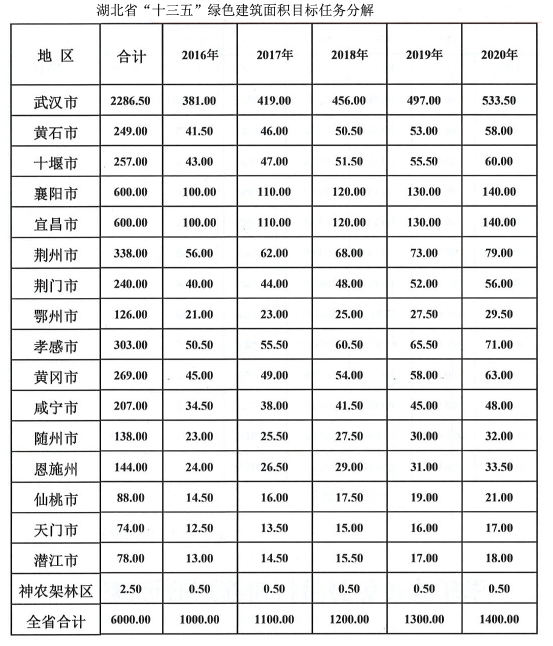 湖北省“十三五”绿色建筑面积目标任务分解
地 区 合计 2016年 2017年 2018年 2019年 2020年
武汉市 2286.50 381.00 419.00 456.00 497.00 533.50
黄石市 249.00 41.50 46.00 50.50 53.00 58.00
十堰市 257.00 43.00 47.00 51.50 55.50 60.00
襄阳市 600.00 100.00 110.00 120.00 130.00 140.00
宜昌市 600.00 100.00 110.00 120.00 130.00 140.00
荆州市 338.00 56.00 62.00 68.00 73.00 79.00
荆门市 240.00 40.00 44.00 48.00 52.00 56.00
鄂州市 126.00 21.00 23.00 25.00 27.50 29.50
孝感市 303.00 50.50 55.50 60.50 65.50 71.00
黄冈市 269.00 45.00 49.00 54.00 58.00 63.00
咸宁市 207.00 34.50 38.00 41.50 45.00 48.00
随州市 138.00 23.00 25.50 27.50 30.00 32.00
恩施州 144.00 24.00 26.50 29.00 31.00 33.50
仙桃市 88.00 14.50 16.00 17.50 19.00 21.00
天门市 74.00 12.50 13.50 15.00 16.00 17.00
潜江市 78.00 13.00 14.50 15.50 17.00 18.00
神农架林区 2.50 0.50 0.50 0.50 0.50 0.50
全省合计 6000.00 1000.00 1100.00 1200.00 1300.00 1400.00